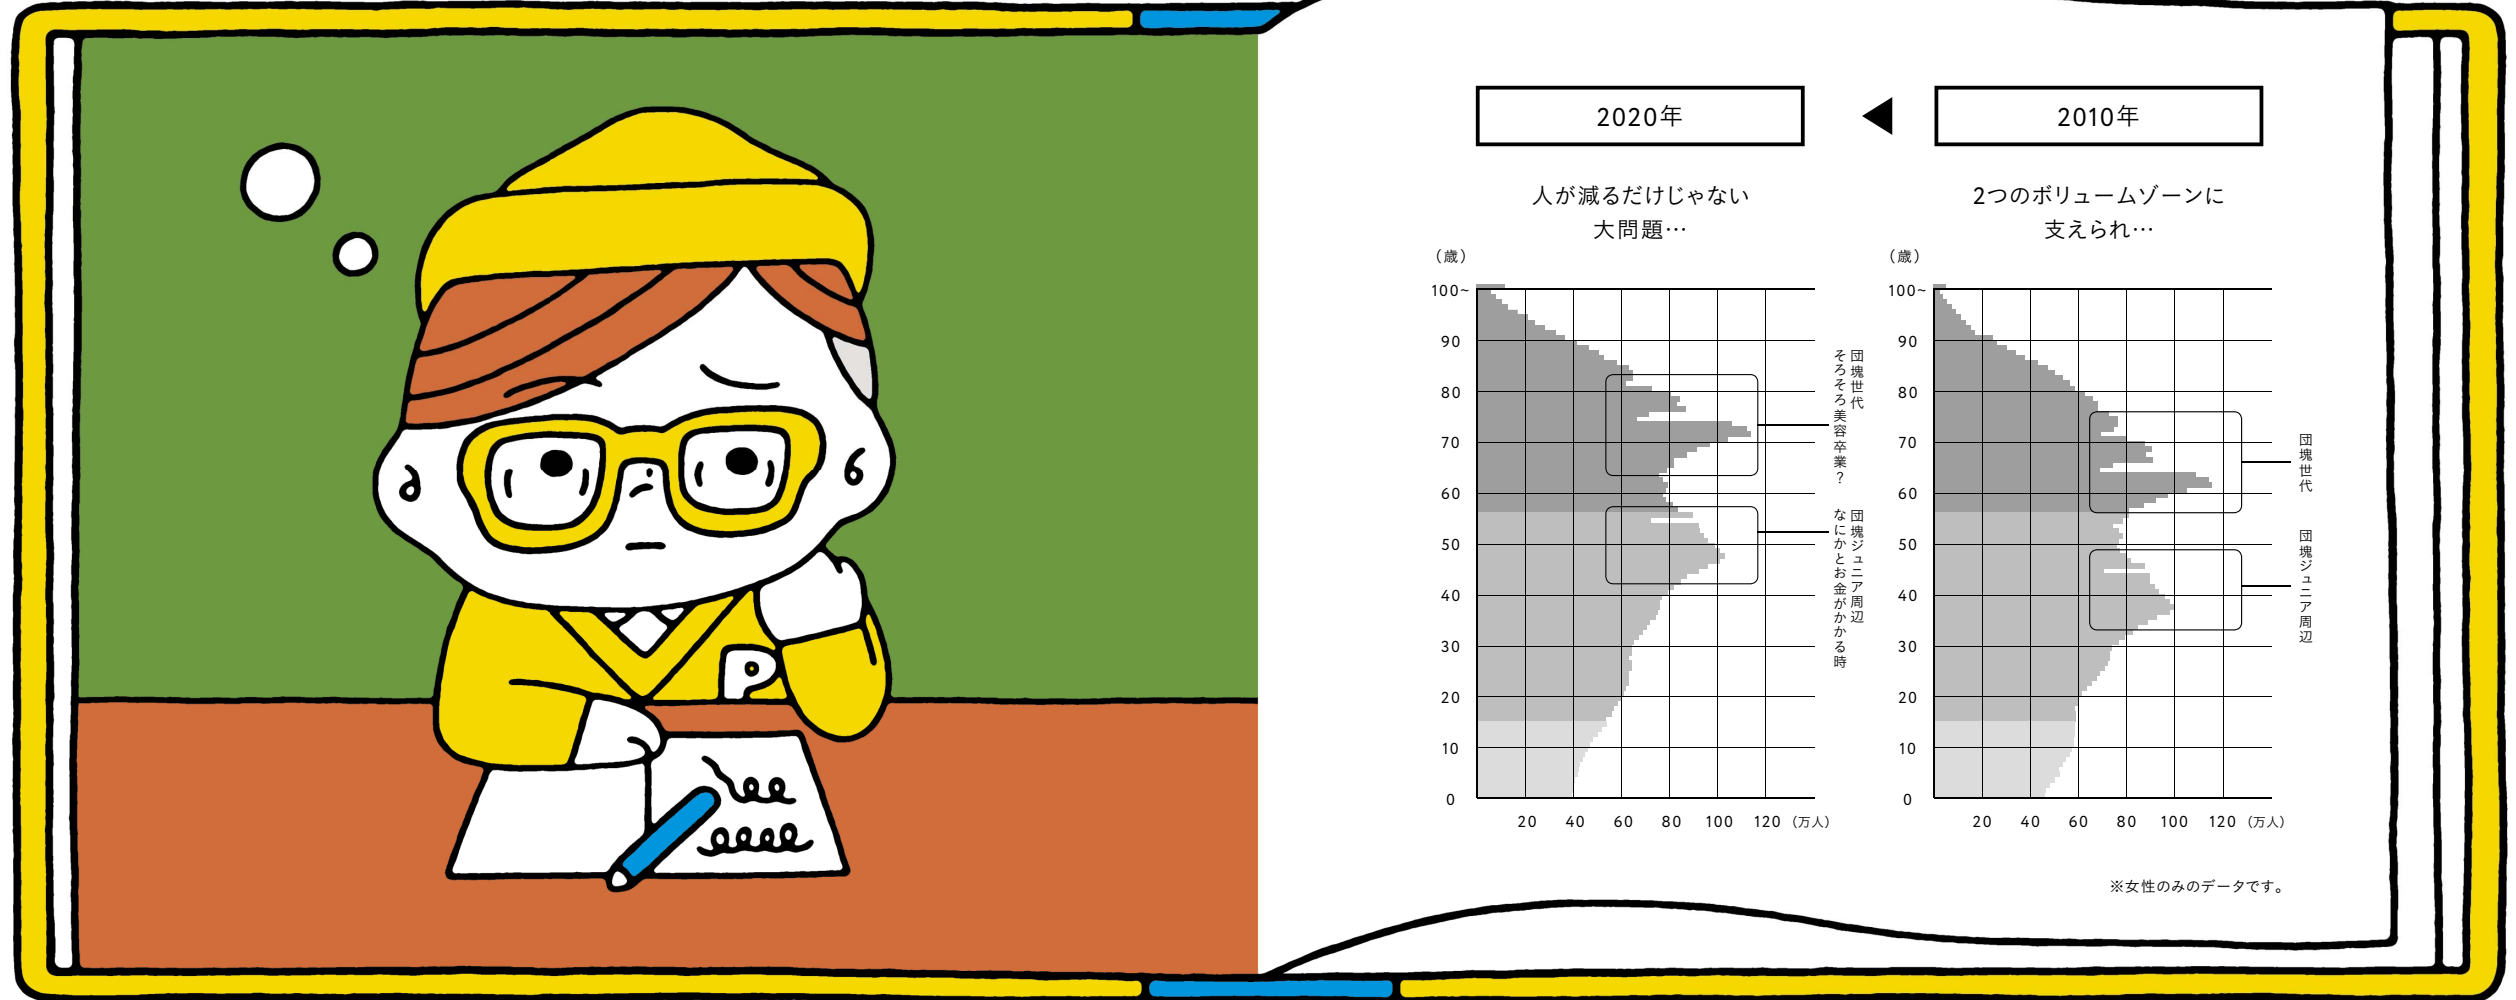 2010年
2つのボリュームゾーンに
支えられ…
（歳）
100~
90
80
70
60
50
40
30
20
10
0
20 40 60 80 100 120 （万人）
団塊世代
団塊ジュニア周辺
2020年
人が減るだけじゃない
大問題…
（歳）
100~
90
80
70
60
50
40
30
20
10
0
20 40 60 80 100 120 （万人）
団塊世代
そろそろ美容卒業?
団塊ジュニア周辺
なにかとお金がかかる時
※女性のみのデータです。
P